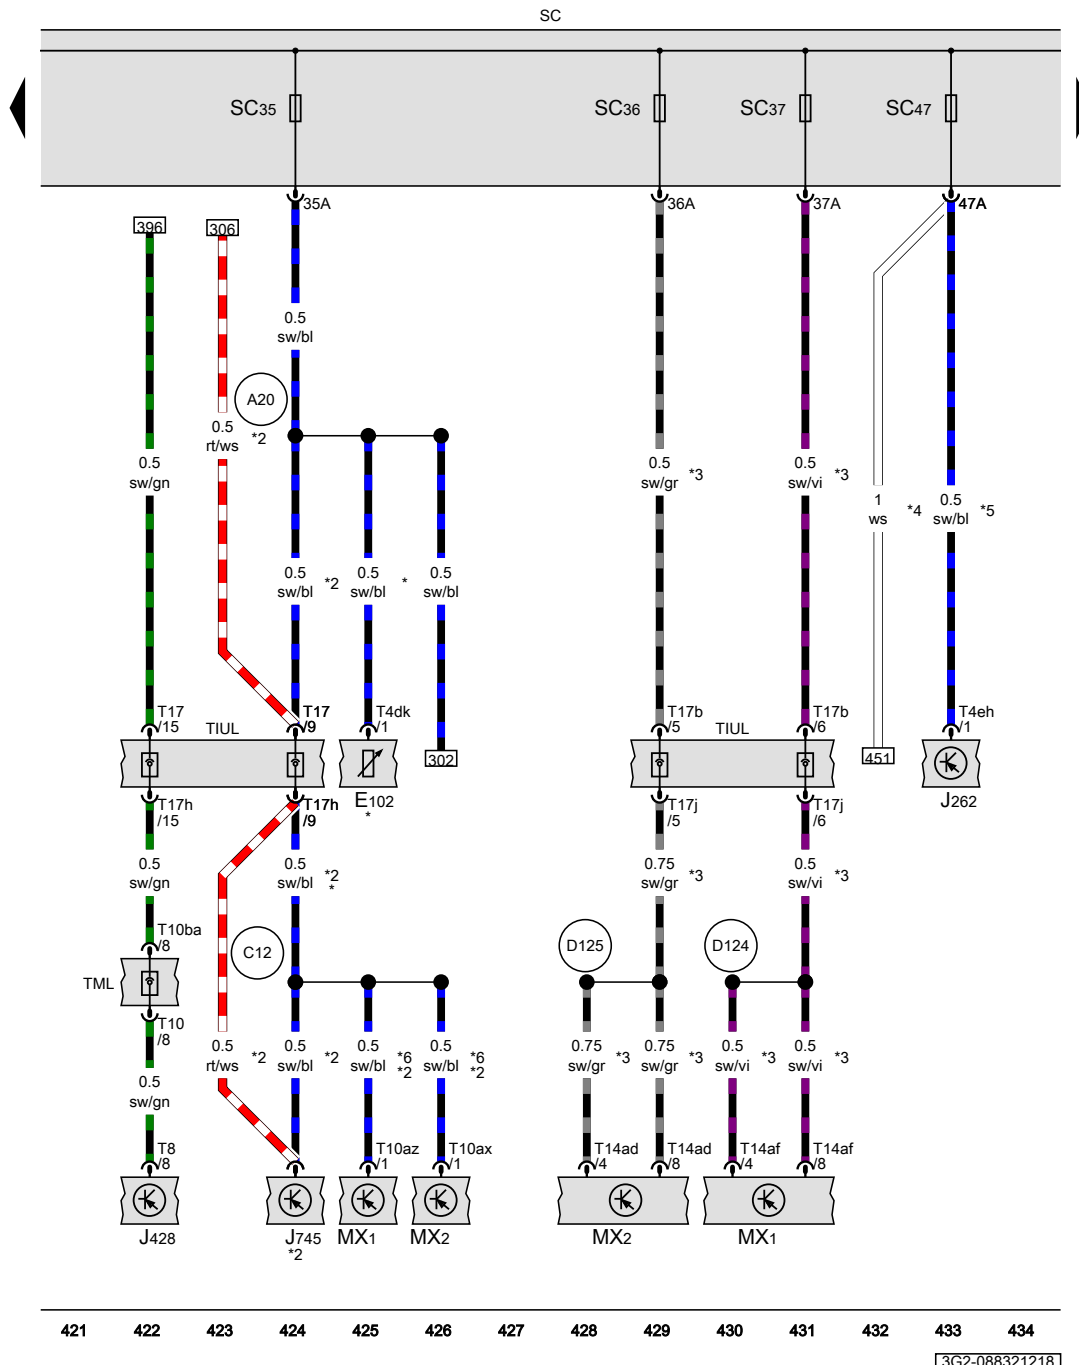 SC
SC35
SC36
SC37
SC47
35A
36A
37A
47A
396
306
0.5
sw/bl
A20
0.5
rt/ws
*2
0.5
sw/gn
0.5
sw/gr
*3
0.5
sw/vi
*3
1
ws
*4
0.5
sw/bl
*5
0.5
sw/bl
*2
0.5
sw/bl
*
0.5
sw/bl
T17
/15
TIUL
T17
/9
T4dk
/1
302
T17b
/5
TIUL
T17b
/6
451
T4eh
/1
E102
*
J262
T17h
/15
T17h
/9
T17j
/5
T17j
/6
0.5
sw/gn
0.5
sw/bl
*2
*
0.75
sw/gr
*3
0.5
sw/vi
*3
T10ba
/8
C12
D125
D124
TML
T10
/8
0.5
sw/gn
0.5
rt/ws
*2
0.5
sw/bl
*2
0.5
sw/bl
*6
*2
0.5
sw/bl
*6
*2
0.75
sw/gr
*3
0.75
sw/gr
*3
0.5
sw/vi
*3
0.5
sw/vi
*3
T8
/8
T10az
/1
T10ax
/1
T14ad
/4
T14ad
/8
T14af
/4
T14af
/8
J428
J745
*2
MX1
MX2
MX2
MX1
421 422 423 424 425 426 427 428 429 430 431 432 433 434
3G2-088321218